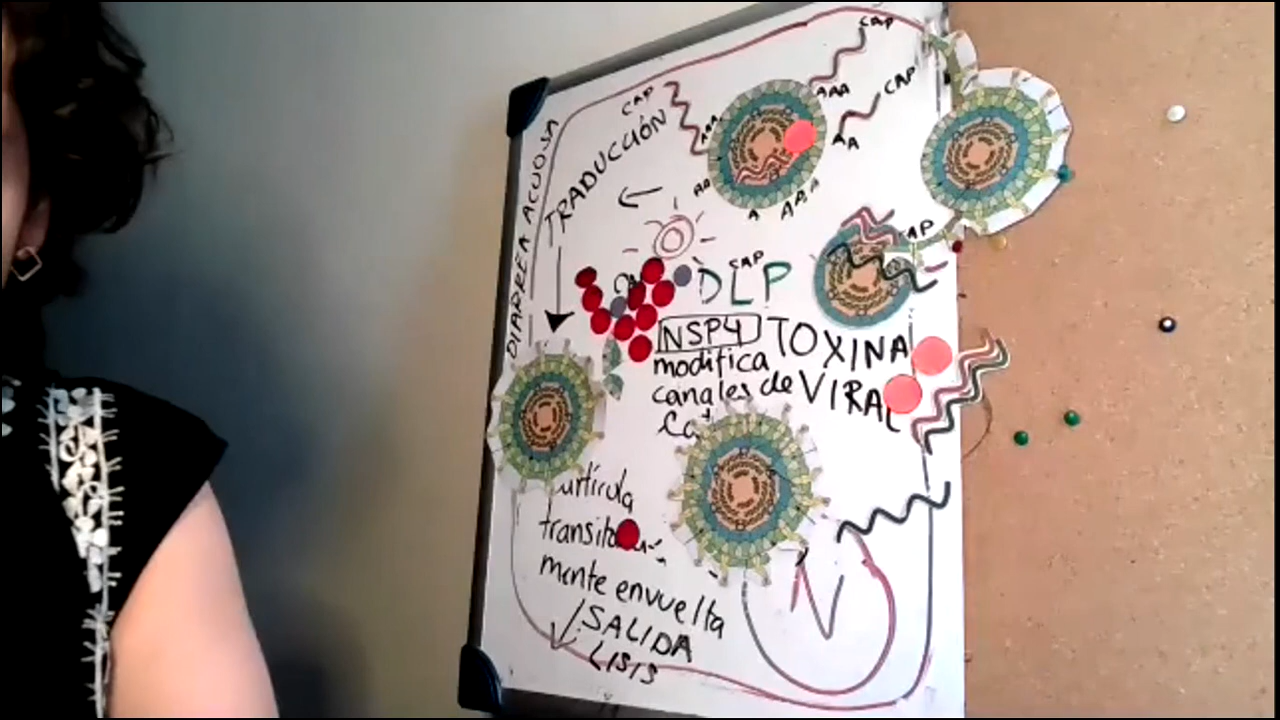 CAP
CAP
AAA
CAP
AAA
AA
AA
A
AAA
DIARREA ACUOSA
TRADUCCIÓN
CAP
DLP
NSP4 TOXINA
modifica
canales de VIRAL
Ca+
partícula
mente envuelta
SALIDA
LISIS
N